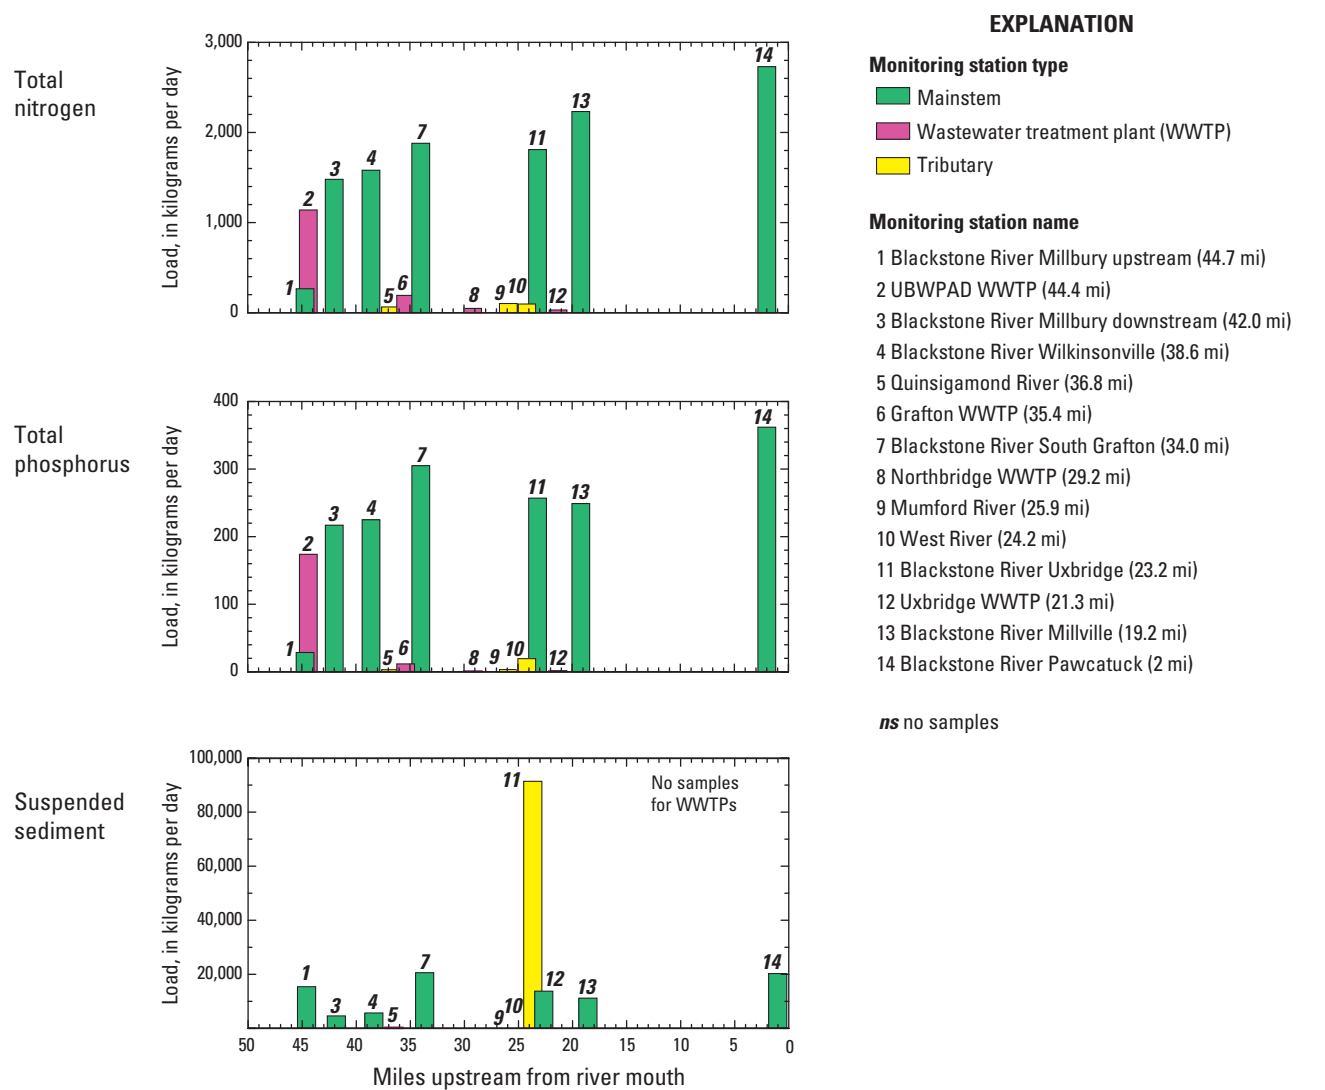 Total
nitrogen
Load, in kilograms per day
3,000
2,000
1,000
0
1
2
3
4
5
6
7
8
9
10
11
12
13
14
Total
phosphorus
Load, in kilograms per day
400
300
200
100
0
1
2
3
4
5
6
7
8
9
10
11
12
13
14
Suspended
sediment
Load, in kilograms per day
100,000
80,000
60,000
40,000
20,000
1
3
4
5
7
9
10
11
12
13
14
No samples
for WWTPs
50 45 40 35 30 25 20 15 10 5 0
Miles upstream from river mouth
EXPLANATION
Monitoring station type
Mainstem
Wastewater treatment plant (WWTP)
Tributary
Monitoring station name
1 Blackstone River Millbury upstream (44.7 mi)
2 UBWPAD WWTP (44.4 mi)
3 Blackstone River Millbury downstream (42.0 mi)
4 Blackstone River Wilkinsonville (38.6 mi)
5 Quinsigamond River (36.8 mi)
6 Grafton WWTP (35.4 mi)
7 Blackstone River South Grafton (34.0 mi)
8 Northbridge WWTP (29.2 mi)
9 Mumford River (25.9 mi)
10 West River (24.2 mi)
11 Blackstone River Uxbridge (23.2 mi)
12 Uxbridge WWTP (21.3 mi)
13 Blackstone River Millville (19.2 mi)
14 Blackstone River Pawcatuck (2 mi)
ns no samples